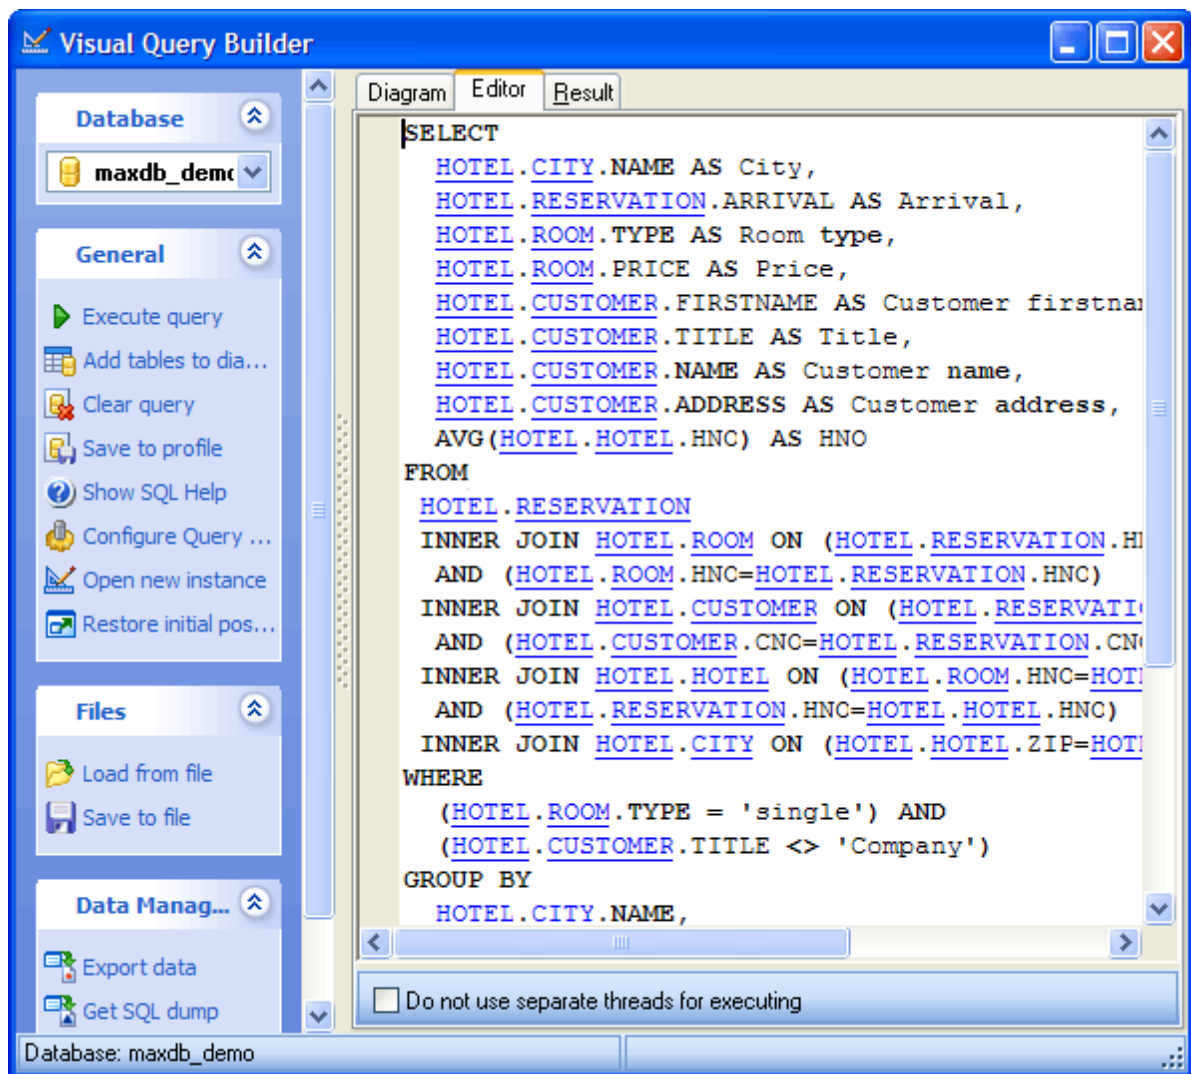 Visual Query Builder
Database
maxdb_demo
General
Execute query
Add tables to dia...
Clear query
Save to profile
Show SQL Help
Configure Query ...
Open new instance
Restore initial pos...
Files
Load from file
Save to file
Data Manag...
Export data
Get SQL dump
Diagram
Editor
Result
SELECT
HOTEL.CITY.NAME AS City,
HOTEL.RESERVATION.ARRIVAL AS Arrival,
HOTEL.ROOM.TYPE AS Room type,
HOTEL.ROOM.PRICE AS Price,
HOTEL.CUSTOMER.FIRSTNAME AS Customer firstna
HOTEL.CUSTOMER.TITLE AS Title,
HOTEL.CUSTOMER.NAME AS Customer name,
HOTEL.CUSTOMER.ADDRESS AS Customer address,
AVG(HOTEL.HOTEL.HNO) AS HNO
FROM
HOTEL.RESERVATION
INNER JOIN HOTEL.ROOM ON (HOTEL.RESERVATION.H
AND (HOTEL.ROOM.HNO=HOTEL.RESERVATION.HNO)
INNER JOIN HOTEL.CUSTOMER ON (HOTEL.RESERVATI
AND (HOTEL.CUSTOMER.CNO=HOTEL.RESERVATION.CN
INNER JOIN HOTEL.HOTEL ON (HOTEL.ROOM.HNO=HOT
AND (HOTEL.RESERVATION.HNO=HOTEL.HOTEL.HNO)
INNER JOIN HOTEL.CITY ON (HOTEL.HOTEL.ZIP=HOT
WHERE
(HOTEL.ROOM.TYPE = 'single') AND
(HOTEL.CUSTOMER.TITLE <> 'Company')
GROUP BY
HOTEL.CITY.NAME,
Do not use separate threads for executing
Database: maxdb_demo